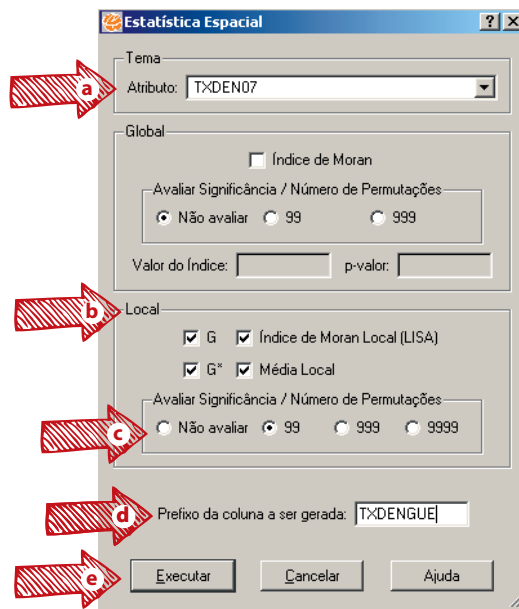 Estatística Espacial
Tema
a
Atributo: TXDEN07
Global
Índice de Moran
Avaliar Significância / Número de Permutações
Não avaliar 99 999
Valor do Índice: p-valor:
b
Local
G Índice de Moran Local (LISA)
G* Média Local
Avaliar Significância / Número de Permutações
c
Não avaliar 99 999 9999
d
Prefixo da coluna a ser gerada: TXDENGUE
e
Executar Cancelar Ajuda